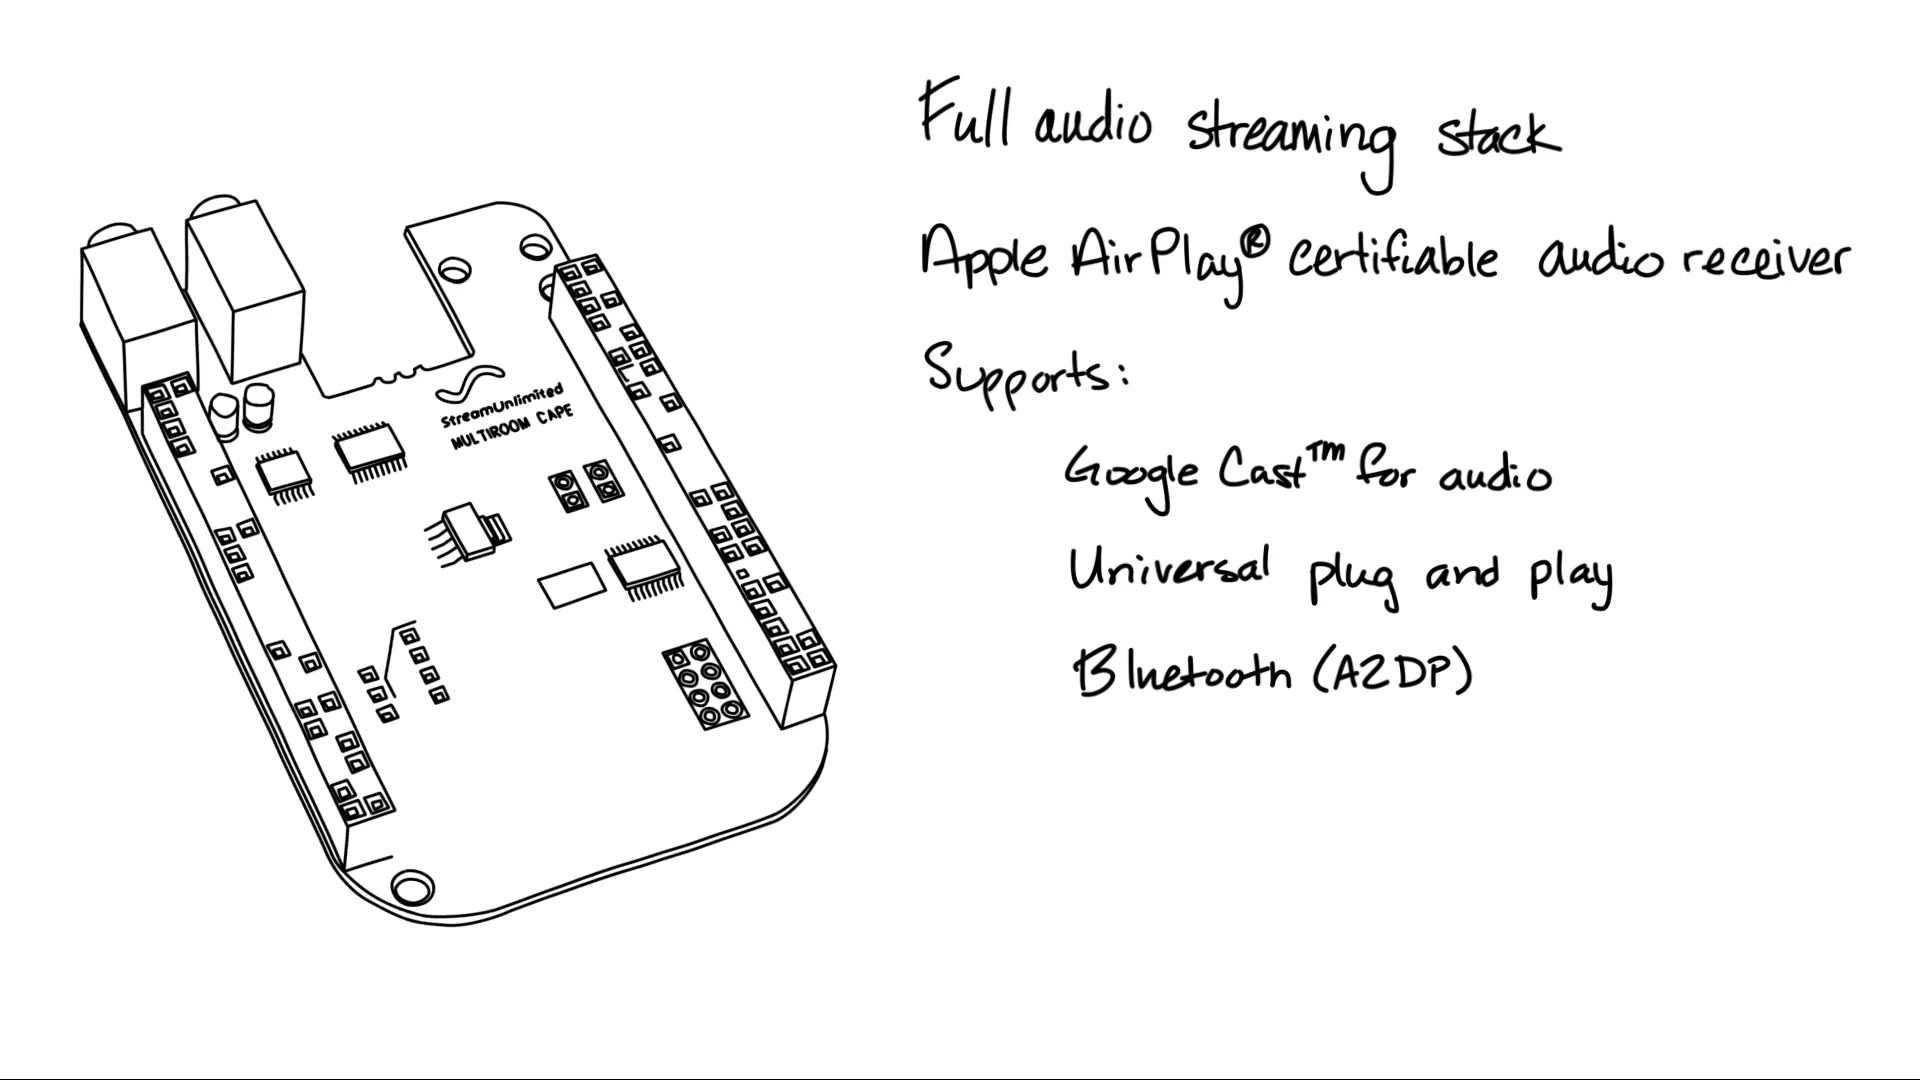 StreamUnlimited
MULTIROOM CAPE
Full audio streaming stack
Apple AirPlay® certifiable audio receiver
Supports:
Google Cast™ for audio
Universal plug and play
Bluetooth (A2DP)